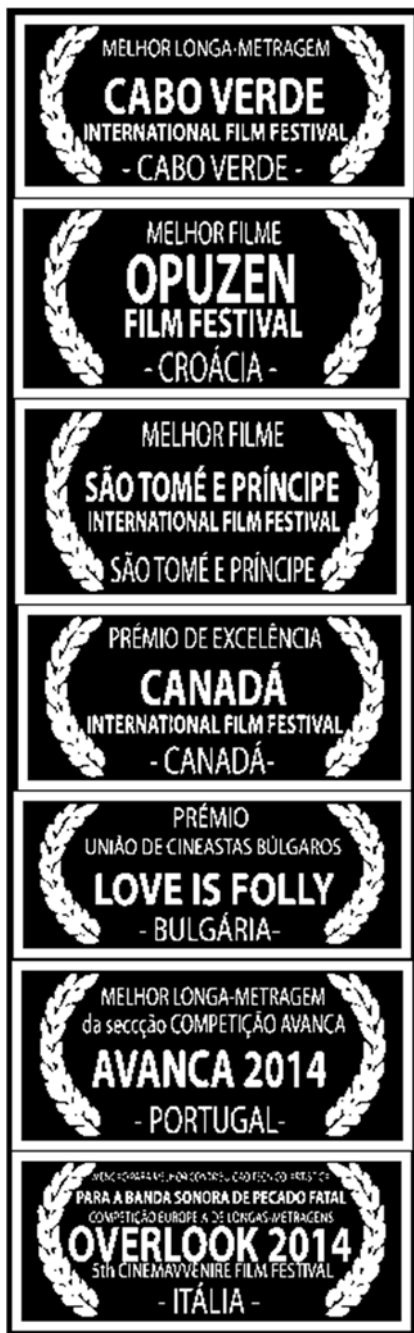 MELHOR LONGA-METRAGEM
CABO VERDE
INTERNATIONAL FILM FESTIVAL
- CABO VERDE -
MELHOR FILME
OPUZEN
FILM FESTIVAL
- CROÁCIA -
MELHOR FILME
SÃO TOMÉ E PRÍNCIPE
INTERNATIONAL FILM FESTIVAL
SÃO TOMÉ E PRÍNCIPE
PRÉMIO DE EXCELÊNCIA
CANADÁ
INTERNATIONAL FILM FESTIVAL
- CANADÁ-
PRÉMIO
UNIÃO DE CINEASTAS BÚLGAROS
LOVE IS FOLLY
- BULGÁRIA-
MELHOR LONGA-METRAGEM
da seccção COMPETIÇÃO AVANCA
AVANCA 2014
- PORTUGAL-
PARA MELHOR
PARA A BANDA SONORA DE PECADO FATAL
COMPETIÇÃO EUROPEIA DE LONGAS-METRAGENS
OVERLOOK 2014
5th CINEMAVVENIRE FILM FESTIVAL
- ITÁLIA -